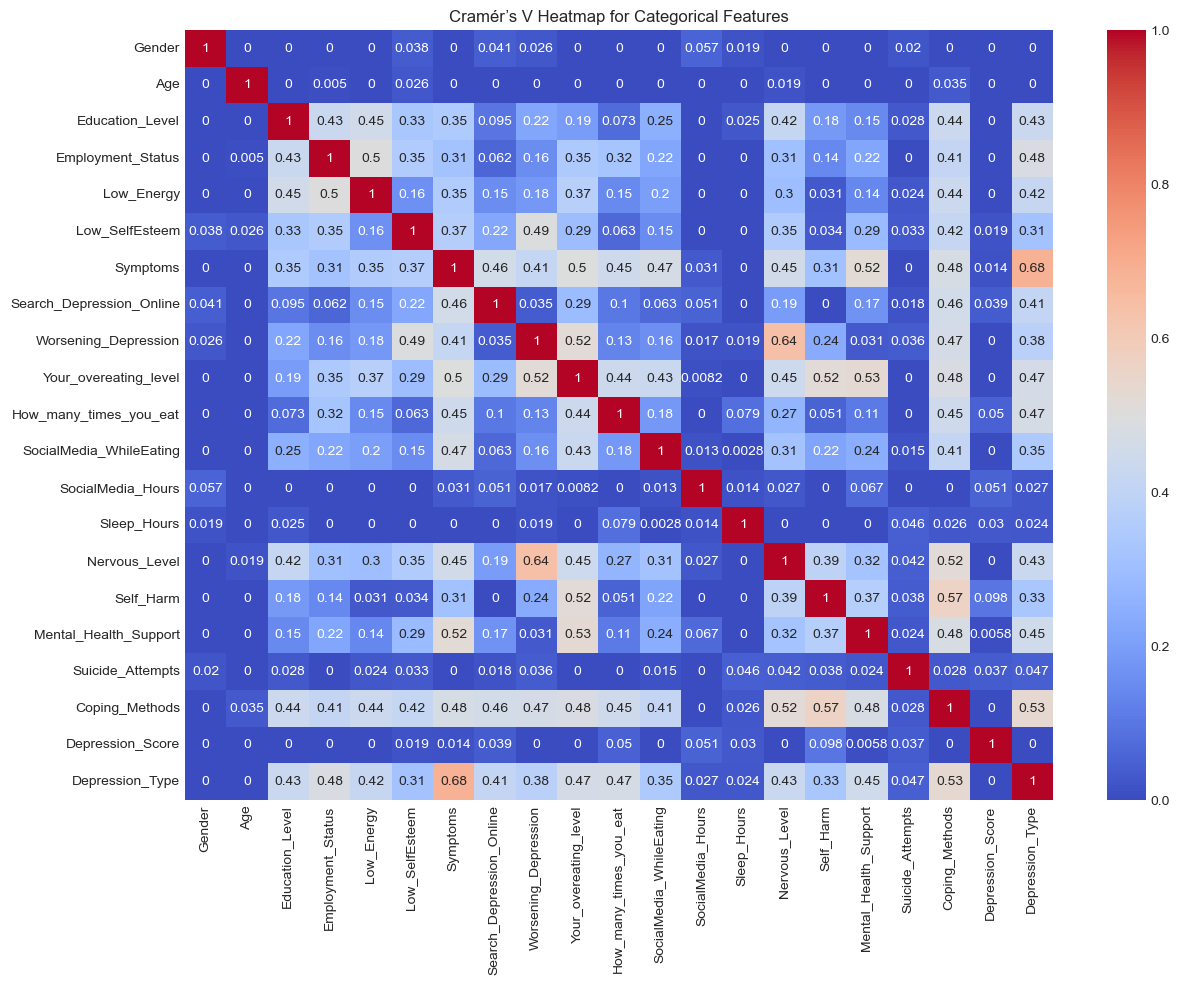 Cramér’s V Heatmap for Categorical Features
Gender 1 0 0 0 0 0.038 0 0.041 0.026 0 0 0 0.057 0.019 0 0 0 0.02 0 0 0
Age 0 1 0 0.005 0 0.026 0 0 0 0 0 0 0 0 0.019 0 0 0 0.035 0 0
Education_Level 0 0 1 0.43 0.45 0.33 0.35 0.095 0.22 0.19 0.073 0.25 0 0.025 0.42 0.18 0.15 0.028 0.44 0 0.43
Employment_Status 0 0.005 0.43 1 0.5 0.35 0.31 0.062 0.16 0.35 0.32 0.22 0 0 0.31 0.14 0.22 0 0.41 0 0.48
Low_Energy 0 0 0.45 0.5 1 0.16 0.35 0.15 0.18 0.37 0.15 0.2 0 0 0.3 0.031 0.14 0.024 0.44 0 0.42
Low_SelfEsteem 0.038 0.026 0.33 0.35 0.16 1 0.37 0.22 0.49 0.29 0.063 0.15 0 0 0.35 0.034 0.29 0.033 0.42 0.019 0.31
Symptoms 0 0 0.35 0.31 0.35 0.37 1 0.46 0.41 0.5 0.45 0.47 0.031 0 0.45 0.31 0.52 0 0.48 0.014 0.68
Search_Depression_Online 0.041 0 0.095 0.062 0.15 0.22 0.46 1 0.035 0.29 0.1 0.063 0.051 0 0.19 0 0.17 0.018 0.46 0.039 0.41
Worsening_Depression 0.026 0 0.22 0.16 0.18 0.49 0.41 0.035 1 0.52 0.13 0.16 0.017 0.019 0.64 0.24 0.031 0.036 0.47 0 0.38
Your_overeating_level 0 0 0.19 0.35 0.37 0.29 0.5 0.29 0.52 1 0.44 0.43 0.0082 0 0.45 0.52 0.53 0 0.48 0 0.47
How_many_times_you_eat 0 0 0.073 0.32 0.15 0.063 0.45 0.1 0.13 0.44 1 0.18 0 0.079 0.27 0.051 0.11 0 0.45 0.05 0.47
SocialMedia_WhileEating 0 0 0.25 0.22 0.2 0.15 0.47 0.063 0.16 0.43 0.18 1 0.013 0.0028 0.31 0.22 0.24 0.015 0.41 0 0.35
SocialMedia_Hours 0.057 0 0 0 0 0 0.031 0.051 0.017 0.0082 0 0.013 1 0.014 0.027 0 0.067 0 0 0.051 0.027
Sleep_Hours 0.019 0 0.025 0 0 0 0 0 0.019 0 0.079 0.0028 0.014 1 0 0 0 0.046 0.026 0.03 0.024
Nervous_Level 0 0.019 0.42 0.31 0.3 0.35 0.45 0.19 0.64 0.45 0.27 0.31 0.027 0 1 0.39 0.32 0.042 0.52 0 0.43
Self_Harm 0 0 0.18 0.14 0.031 0.034 0.31 0 0.24 0.52 0.051 0.22 0 0 0.39 1 0.37 0.038 0.57 0.098 0.33
Mental_Health_Support 0 0 0.15 0.22 0.14 0.29 0.52 0.17 0.031 0.53 0.11 0.24 0.067 0 0.32 0.37 1 0.024 0.48 0.0058 0.45
Suicide_Attempts 0.02 0 0.028 0 0.024 0.033 0 0.018 0.036 0 0 0.015 0 0.046 0.042 0.038 0.024 1 0.028 0.037 0.047
Coping_Methods 0 0.035 0.44 0.41 0.44 0.42 0.48 0.46 0.47 0.48 0.45 0.41 0 0.026 0.52 0.57 0.48 0.028 1 0 0.53
Depression_Score 0 0 0 0 0 0.019 0.014 0.039 0 0 0.05 0 0.051 0.03 0 0.098 0.0058 0.037 0 1 0
Depression_Type 0 0 0.43 0.48 0.42 0.31 0.68 0.41 0.38 0.47 0.47 0.35 0.027 0.024 0.43 0.33 0.45 0.047 0.53 0 1
Gender
Age
Education_Level
Employment_Status
Low_Energy
Low_SelfEsteem
Symptoms
Search_Depression_Online
Worsening_Depression
Your_overeating_level
How_many_times_you_eat
SocialMedia_WhileEating
SocialMedia_Hours
Sleep_Hours
Nervous_Level
Self_Harm
Mental_Health_Support
Suicide_Attempts
Coping_Methods
Depression_Score
Depression_Type
1.0
0.8
0.6
0.4
0.2
0.0